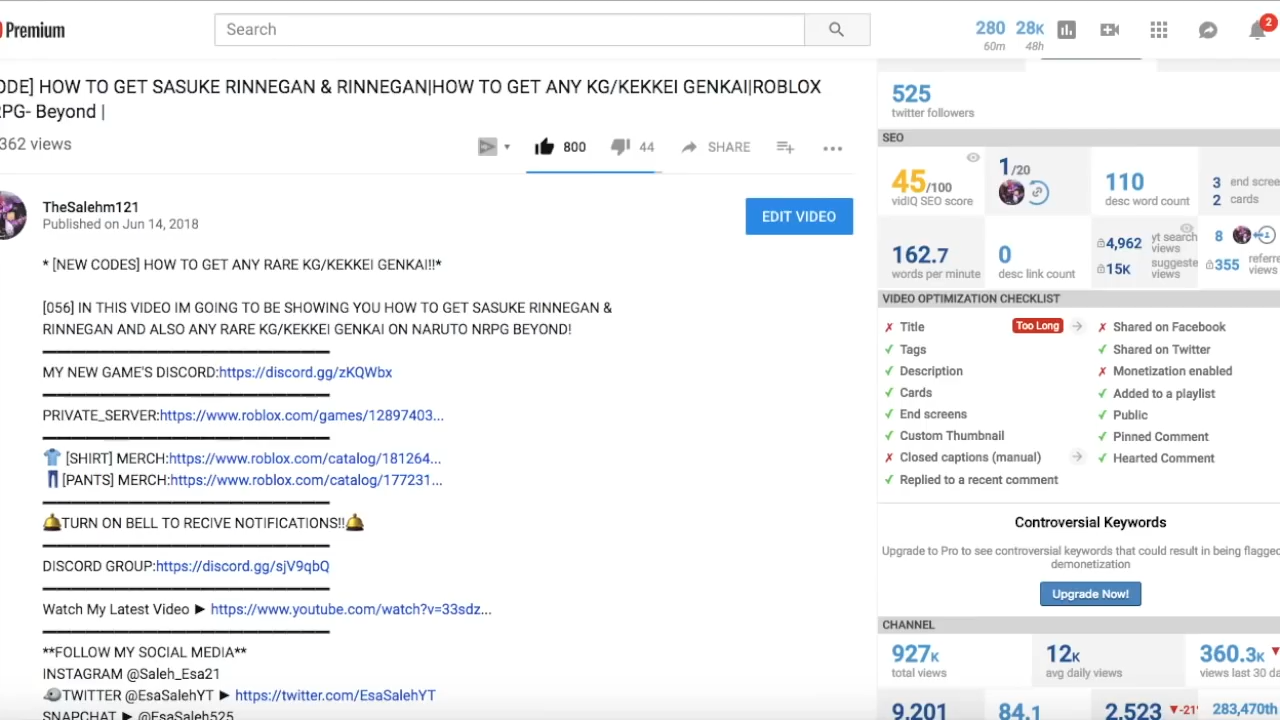 Premium
Search
280 28K
60m 48h
2
ODE] HOW TO GET SASUKE RINNEGAN & RINNEGAN|HOW TO GET ANY KG/KEKKEI GENKAI|ROBLOX
RPG- Beyond |
362 views
800
44
SHARE
TheSalehm121
Published on Jun 14, 2018
EDIT VIDEO
* [NEW CODES] HOW TO GET ANY RARE KG/KEKKEI GENKAI!!*
[056] IN THIS VIDEO IM GOING TO BE SHOWING YOU HOW TO GET SASUKE RINNEGAN &
RINNEGAN AND ALSO ANY RARE KG/KEKKEI GENKAI ON NARUTO NRPG BEYOND!
MY NEW GAME'S DISCORD:https://discord.gg/zKQWbx
PRIVATE_SERVER:https://www.roblox.com/games/12897403...
[SHIRT] MERCH:https://www.roblox.com/catalog/181264...
[PANTS] MERCH:https://www.roblox.com/catalog/177231...
TURN ON BELL TO RECIVE NOTIFICATIONS!!
DISCORD GROUP:https://discord.gg/sjV9qbQ
Watch My Latest Video ► https://www.youtube.com/watch?v=33sdz...
**FOLLOW MY SOCIAL MEDIA**
INSTAGRAM @Saleh_Esa21
TWITTER @EsaSalehYT ► https://twitter.com/EsaSalehYT
SNAPCHAT ► @EsaSaleh525
525
twitter followers
SEO
45/100
vidIQ SEO score
1/20
110
desc word count
3 end scree
2 cards
162.7
words per minute
0
desc link count
4,962 yt search views
15K suggeste views
8
355 referre views
VIDEO OPTIMIZATION CHECKLIST
✗ Title Too Long
✓ Tags
✓ Description
✓ Cards
✓ End screens
✓ Custom Thumbnail
✗ Closed captions (manual)
✓ Replied to a recent comment
✗ Shared on Facebook
✓ Shared on Twitter
✗ Monetization enabled
✓ Added to a playlist
✓ Public
✓ Pinned Comment
✓ Hearted Comment
Controversial Keywords
Upgrade to Pro to see controversial keywords that could result in being flagged
demonetization
Upgrade Now!
CHANNEL
927K
total views
12K
avg daily views
360.3K
views last 30 da
9,201
84.1
2,523 ▼-21
283,470th